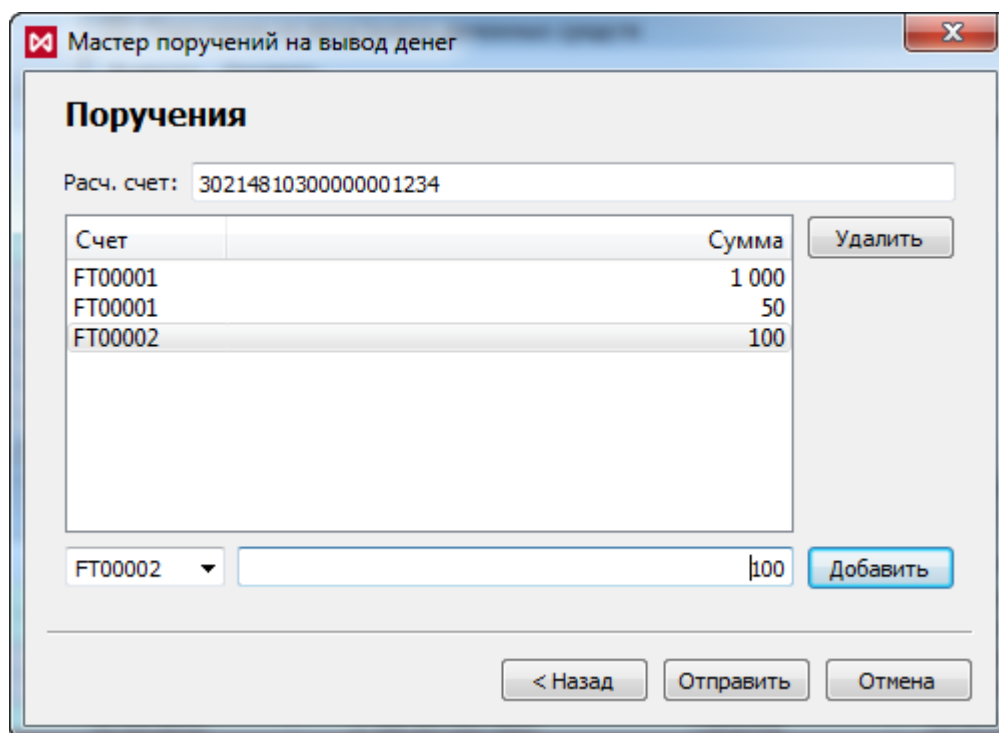 Мастер поручений на вывод денег
Поручения
Расч. счет: 30214810300000001234
Счет Сумма Удалить
FT00001 1 000
FT00001 50
FT00002 100
FT00002 100 Добавить
< Назад Отправить Отмена